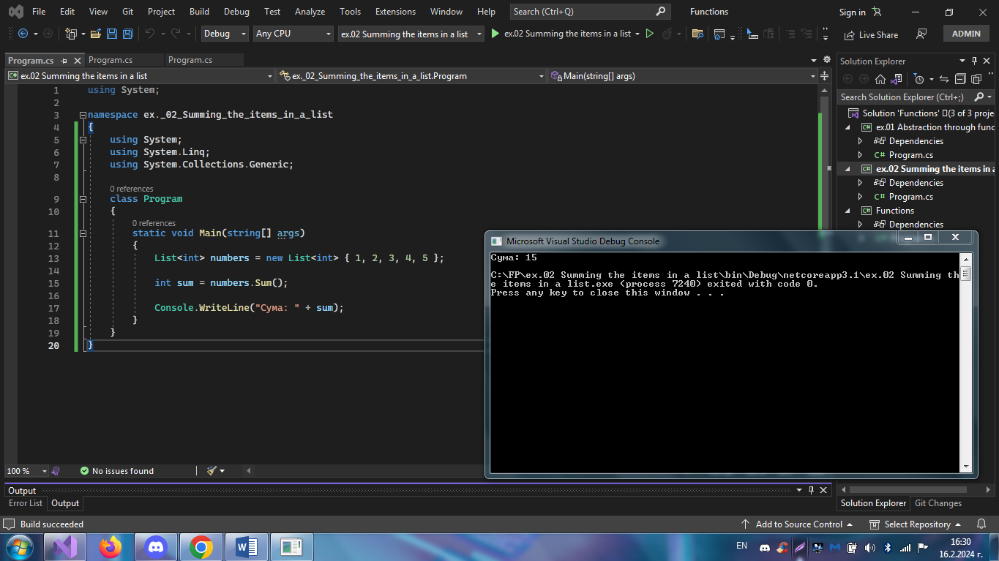 File Edit View Git Project Build Debug Test Analyze Tools Extensions Window Help Search (Ctrl+Q) Functions Sign in
Debug Any CPU ex.02 Summing the items in a list ex.02 Summing the items in a list Live Share ADMIN
Program.cs Program.cs Program.cs
ex.02 Summing the items in a list ex._02_Summing_the_items_in_a_list.Program Main(string[] args)
1 using System;
2
3 namespace ex._02_Summing_the_items_in_a_list
4 {
5 using System;
6 using System.Linq;
7 using System.Collections.Generic;
8
0 references
9 class Program
10 {
0 references
11 static void Main(string[] args)
12 {
13 List<int> numbers = new List<int> { 1, 2, 3, 4, 5 };
14
15 int sum = numbers.Sum();
16
17 Console.WriteLine("Сума: " + sum);
18 }
19 }
20 }
100 % No issues found
Solution Explorer
Search Solution Explorer (Ctrl+;)
Solution 'Functions' (3 of 3 proje
ex.01 Abstraction through func
Dependencies
C# Program.cs
ex.02 Summing the items in a
Dependencies
C# Program.cs
Functions
Dependencies
Microsoft Visual Studio Debug Console
Сума: 15
C:\FP\ex.02 Summing the items in a list\bin\Debug\netcoreapp3.1\ex.02 Summing th
e items in a list.exe (process 7240) exited with code 0.
Press any key to close this window . . .
Output
Error List Output
Solution Explorer Git Changes
Build succeeded Add to Source Control Select Repository
EN 16:30
16.2.2024 г.